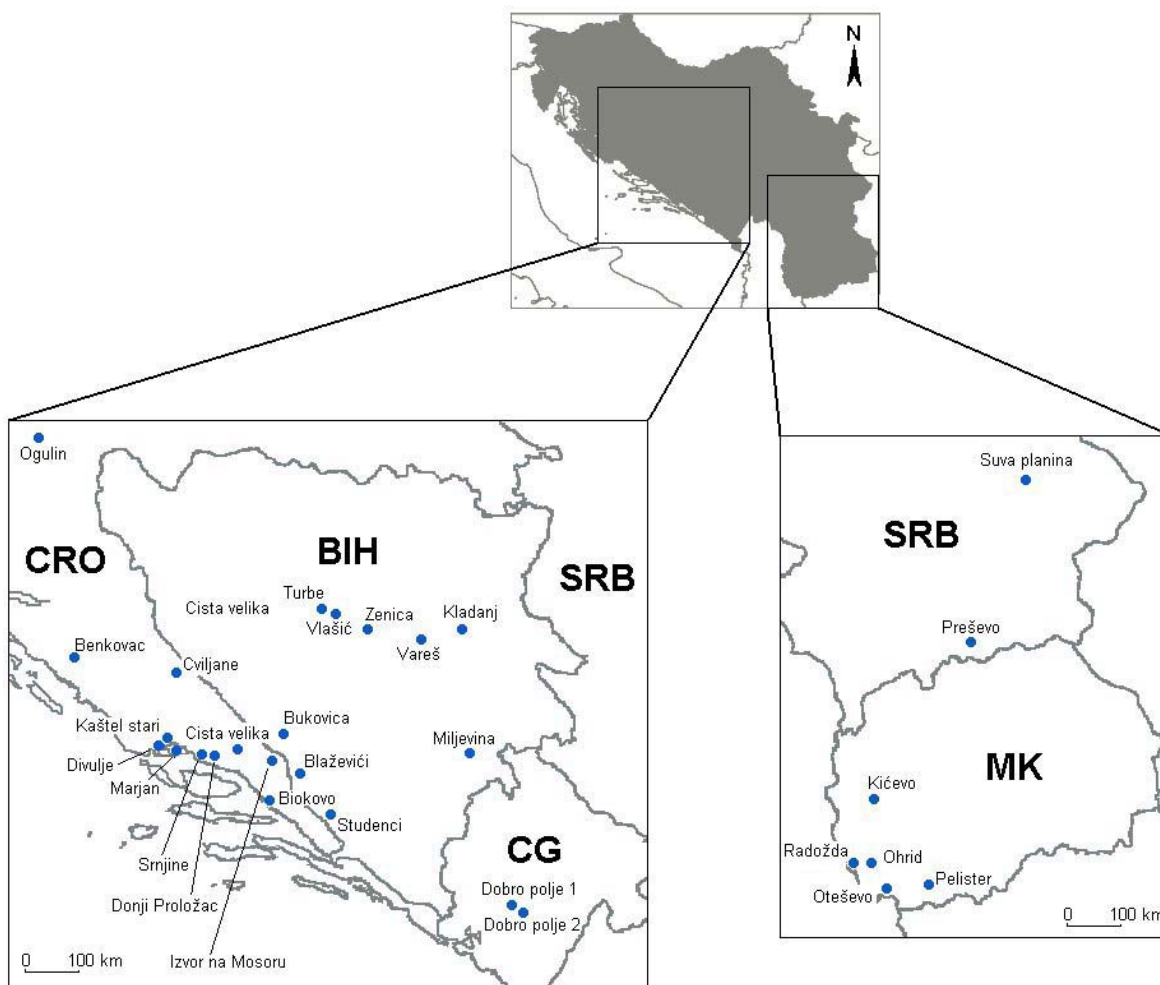 N
Ogulin
CRO
BIH
SRB
Turbe
Cista velika
Vlašić
Zenica
Kladanj
Vareš
Benkovac
Cviljane
Kaštel stari
Cista velika
Bukovica
Miljevina
Divulje
Blaževići
Marjan
Biokovo
Studenci
Srnjine
CG
Dobro polje 1
Donji Proložac
Dobro polje 2
Izvor na Mosoru
0 100 km
Suva planina
SRB
Preševo
MK
Kićevo
Radožda
Ohrid
Pelister
Oteševo
0 100 km